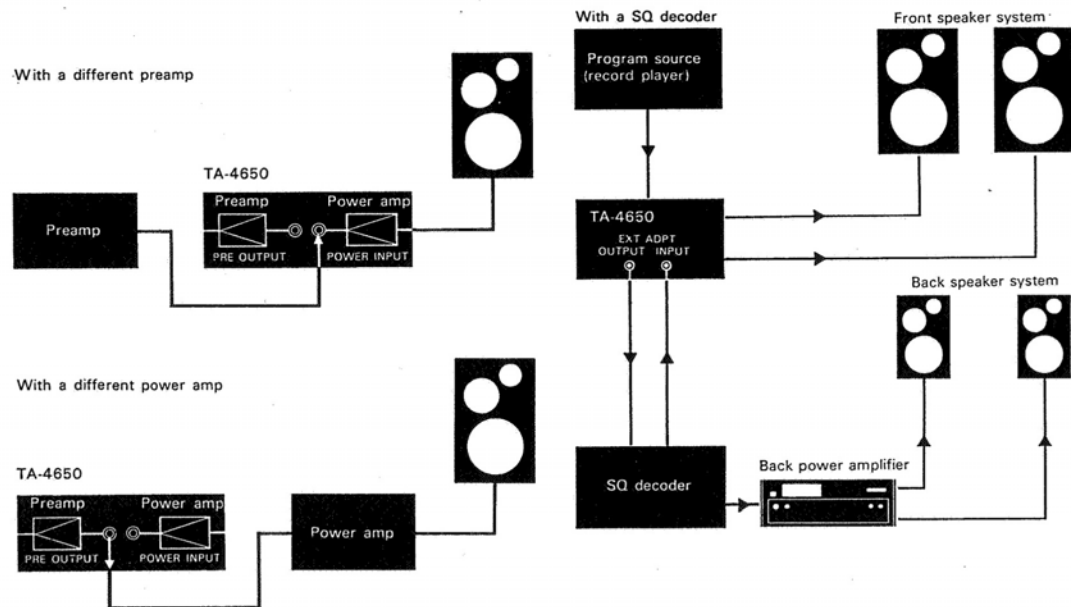 With a different preamp
TA-4650
Preamp
Preamp
Power amp
PRE OUTPUT
POWER INPUT
With a different power amp
TA-4650
Preamp
Power amp
PRE OUTPUT
POWER INPUT
Power amp
With a SQ decoder
Program source
(record player)
Front speaker system
TA-4650
EXT ADPT
OUTPUT INPUT
Back speaker system
SQ decoder
Back power amplifier